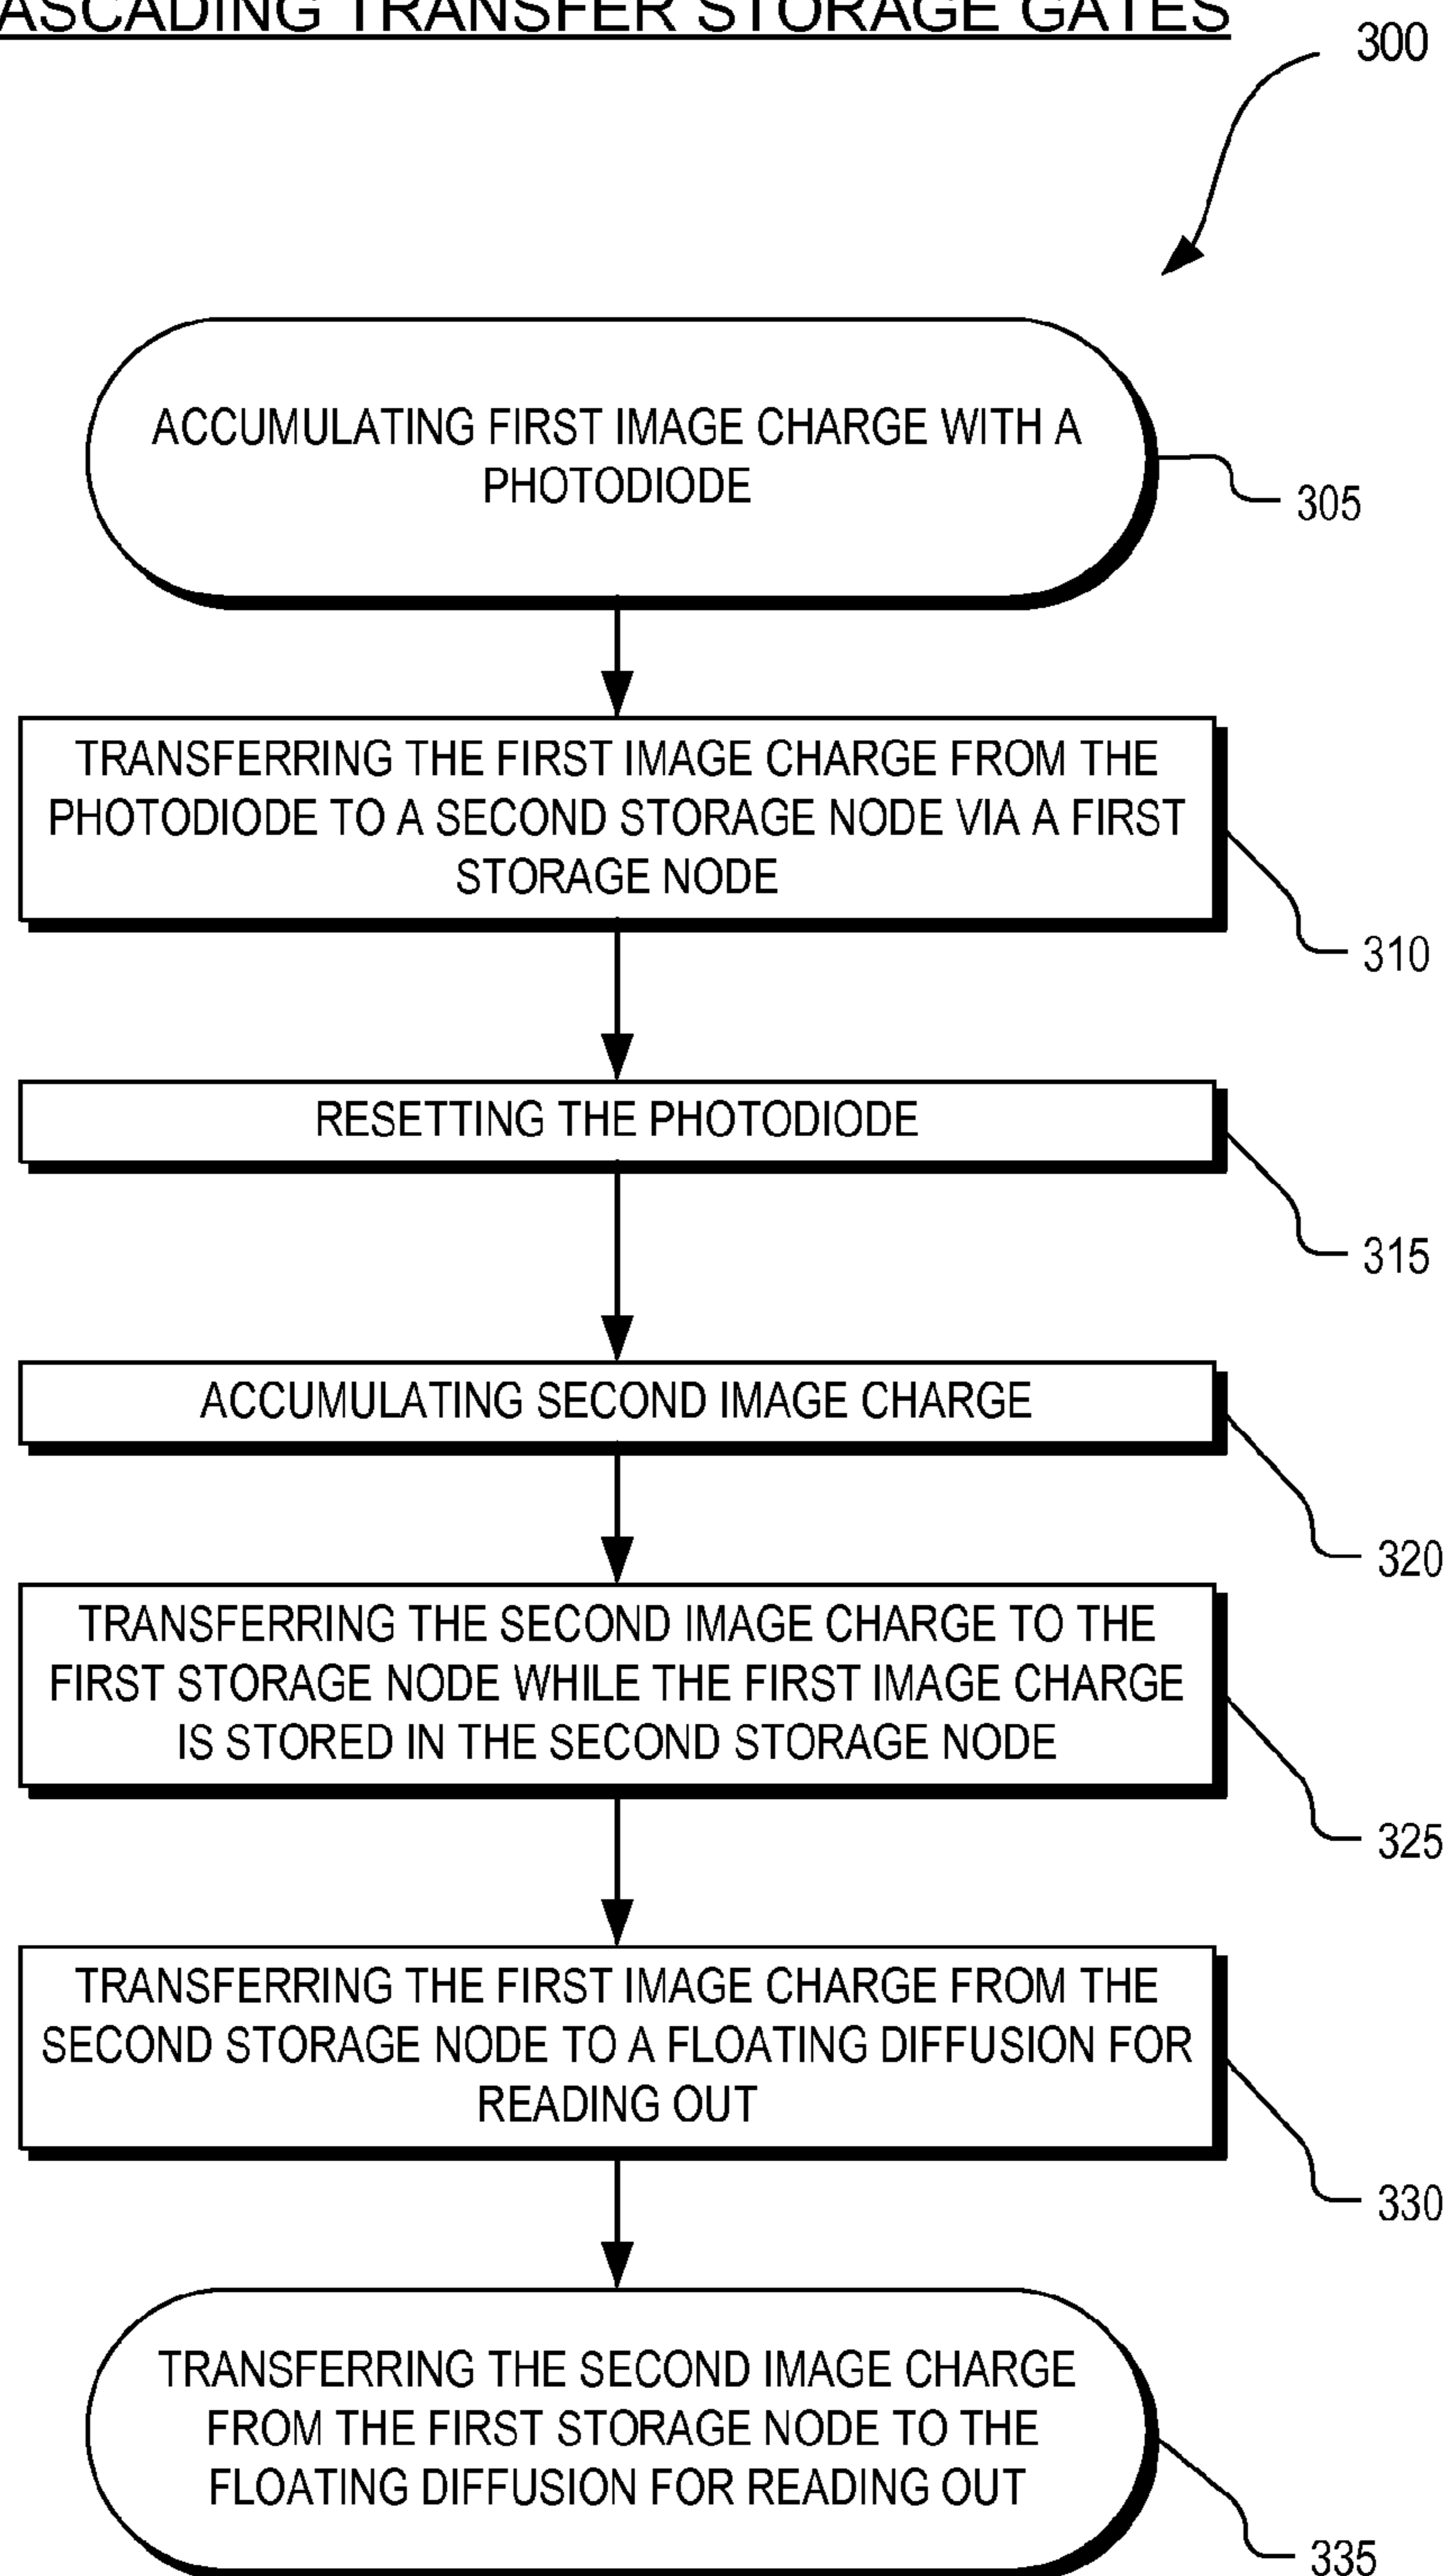 ASCADING TRANSFER STORAGE GATES
300
ACCUMULATING FIRST IMAGE CHARGE WITH A
PHOTODIODE
305
TRANSFERRING THE FIRST IMAGE CHARGE FROM THE
PHOTODIODE TO A SECOND STORAGE NODE VIA A FIRST
STORAGE NODE
310
RESETTING THE PHOTODIODE
315
ACCUMULATING SECOND IMAGE CHARGE
320
TRANSFERRING THE SECOND IMAGE CHARGE TO THE
FIRST STORAGE NODE WHILE THE FIRST IMAGE CHARGE
IS STORED IN THE SECOND STORAGE NODE
325
TRANSFERRING THE FIRST IMAGE CHARGE FROM THE
SECOND STORAGE NODE TO A FLOATING DIFFUSION FOR
READING OUT
330
TRANSFERRING THE SECOND IMAGE CHARGE
FROM THE FIRST STORAGE NODE TO THE
FLOATING DIFFUSION FOR READING OUT
335